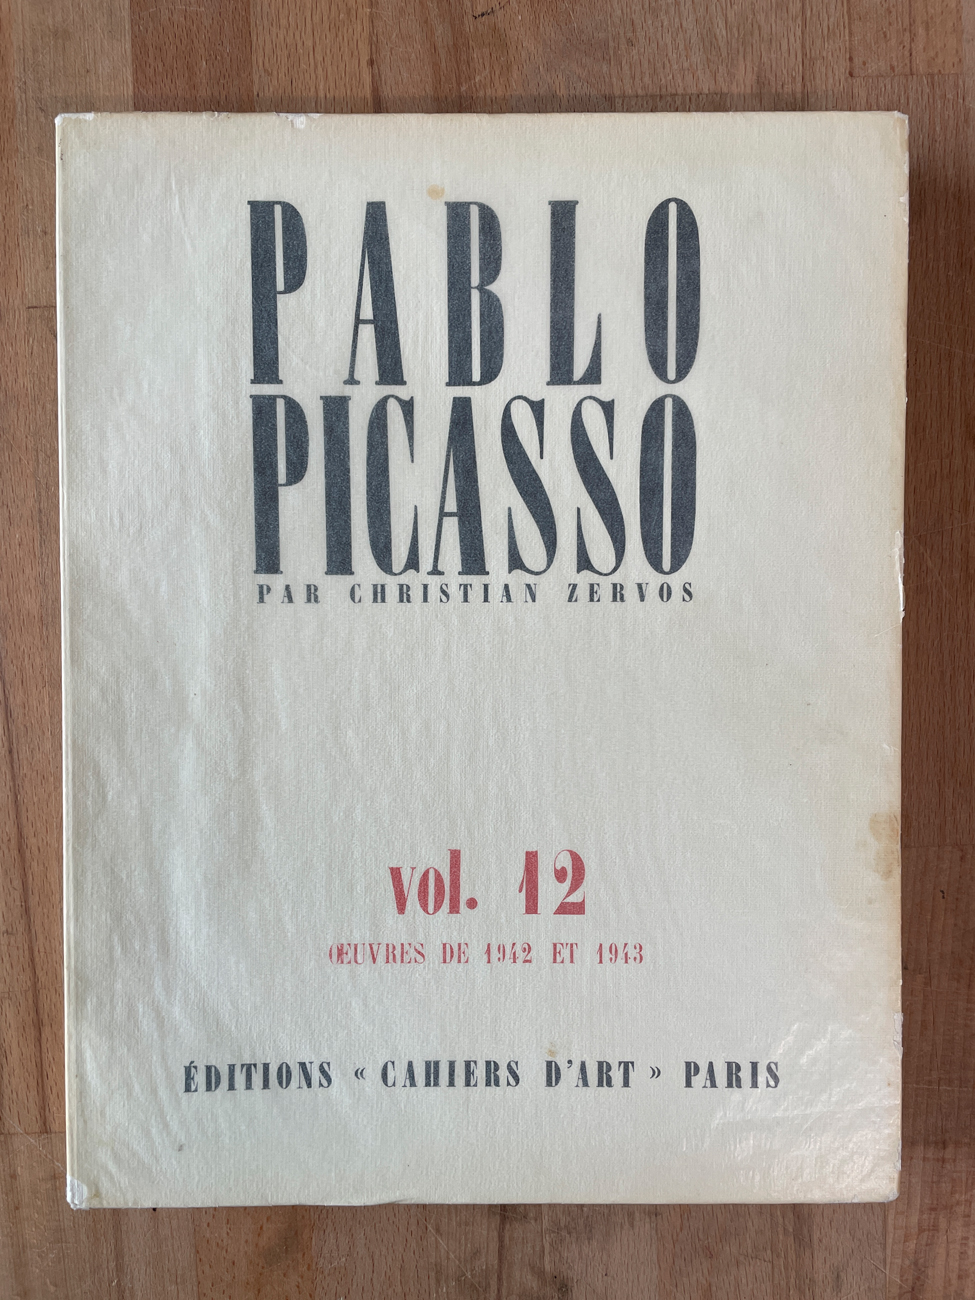 PABLO
PICASSO
PAR CHRISTIAN ZERVOS
vol. 12
ŒUVRES DE 1942 ET 1943
ÉDITIONS « CAHIERS D'ART » PARIS